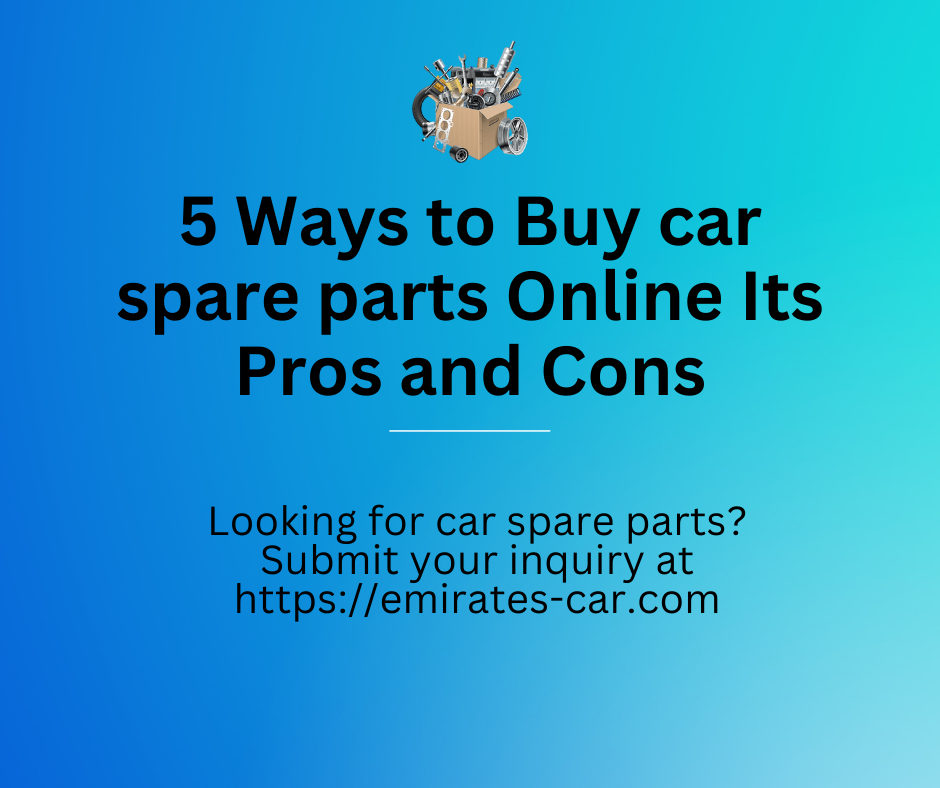 5 Ways to Buy car
spare parts Online Its
Pros and Cons
Looking for car spare parts?
Submit your inquiry at
https://emirates-car.com